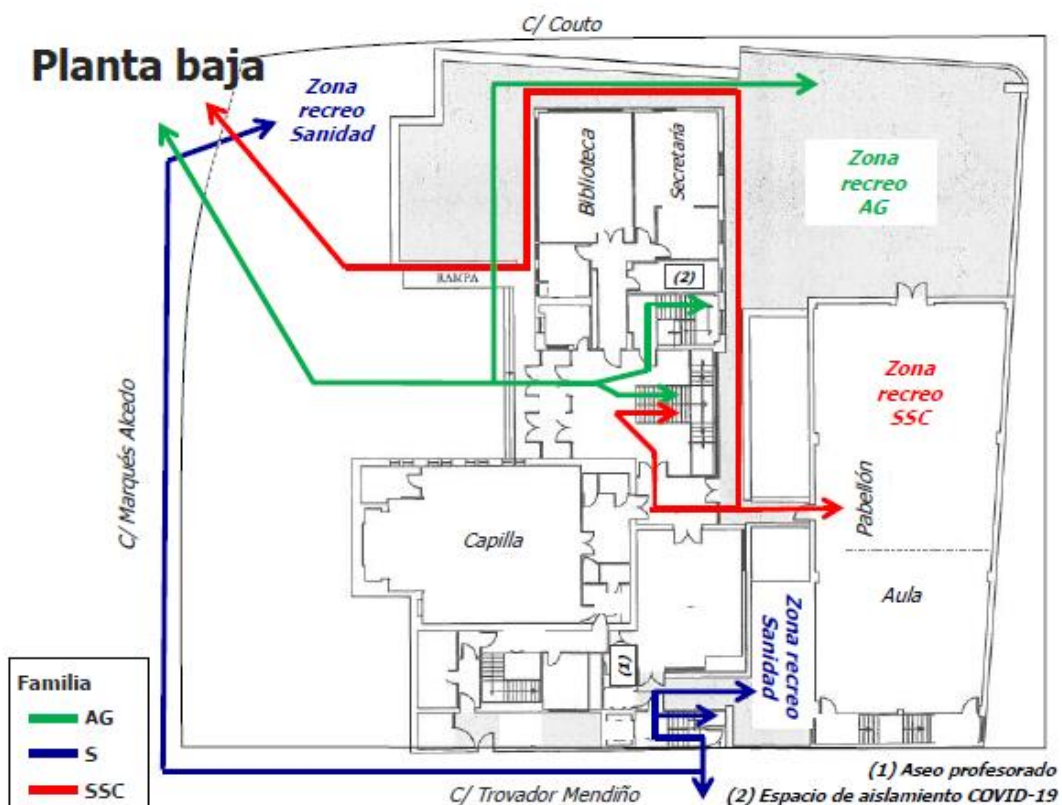 C/ Couto
Planta baja
Zona
recreo
Sanidad
Biblioteca
Secretaría
Zona
recreo
AG
(2)
RAMPA
Zona
recreo
SSC
C/ Marqués Alcedo
Pabellón
Capilla
Aula
Zona recreo
Sanidad
(1)
Familia
AG
S
SSC
(1) Aseo profesorado
C/ Trovador Mendiño
(2) Espacio de aislamiento COVID-19